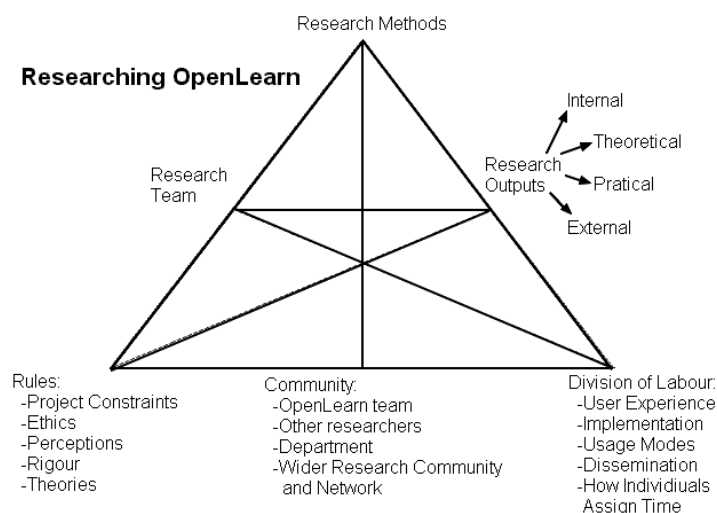 Research Methods
Researching OpenLearn
Internal
Theoretical
Research
Team
Research
Outputs
Pratical
External
Rules:
-Project Constraints
-Ethics
-Perceptions
-Rigour
-Theories
Community:
-OpenLearn team
-Other researchers
-Department
-Wider Research Community
and Network
Division of Labour:
-User Experience
-Implementation
-Usage Modes
-Dissemination
-How Individiuals
Assign Time